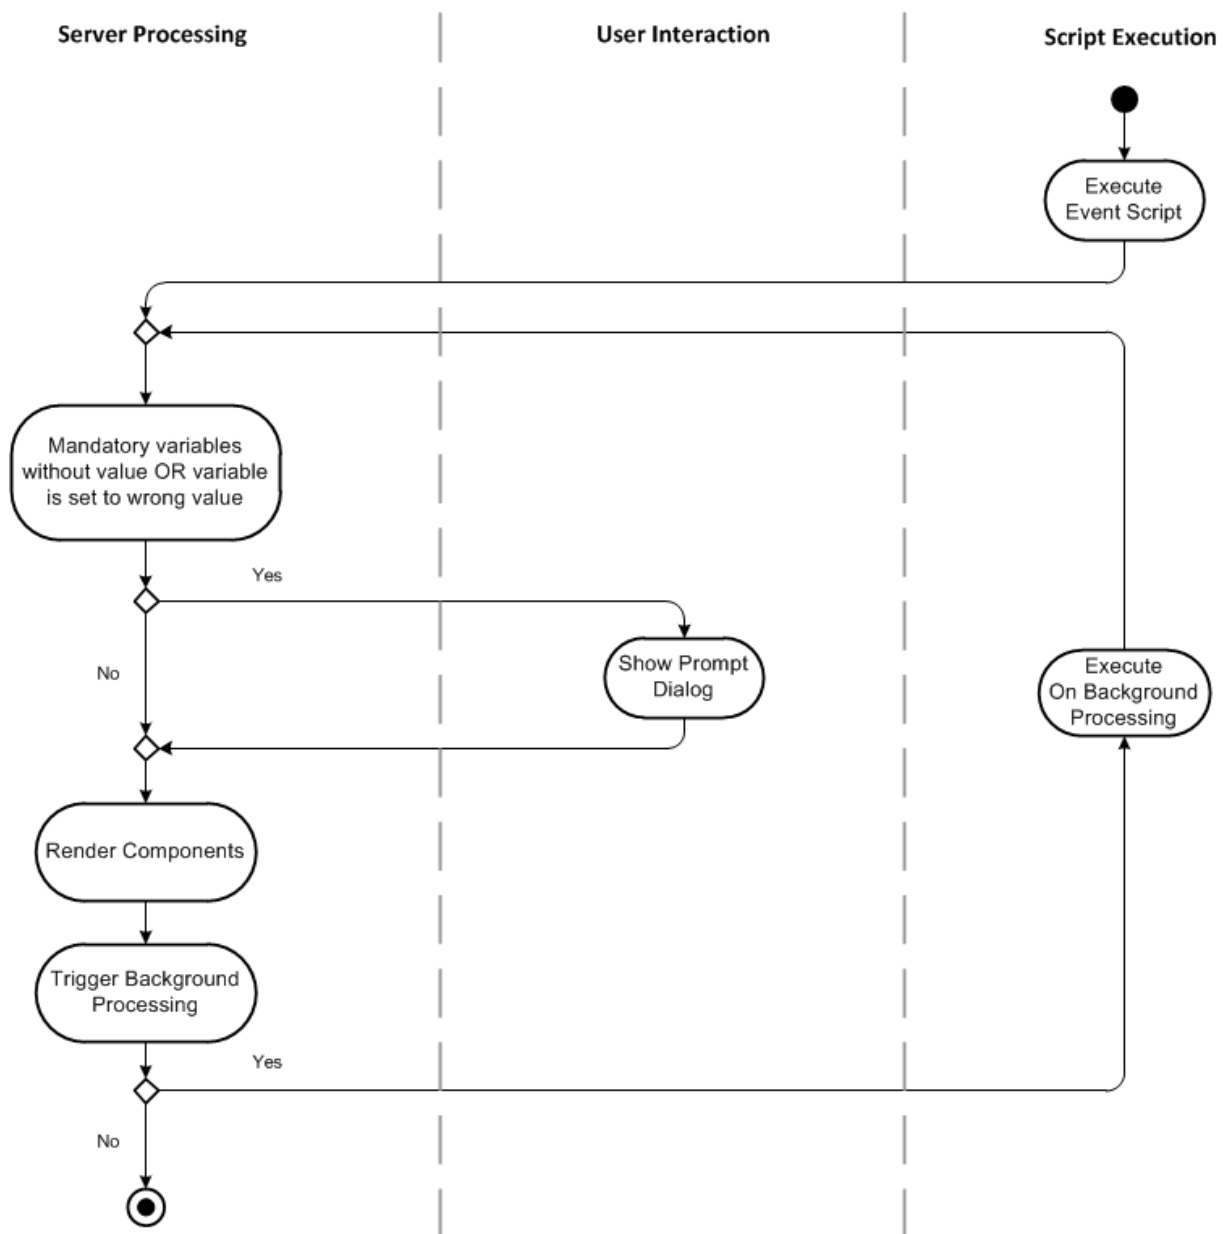 Server Processing
User Interaction
Script Execution
Execute
Event Script
Mandatory variables
without value OR variable
is set to wrong value
Yes
No
Show Prompt
Dialog
Execute
On Background
Processing
Render Components
Trigger Background
Processing
Yes
No